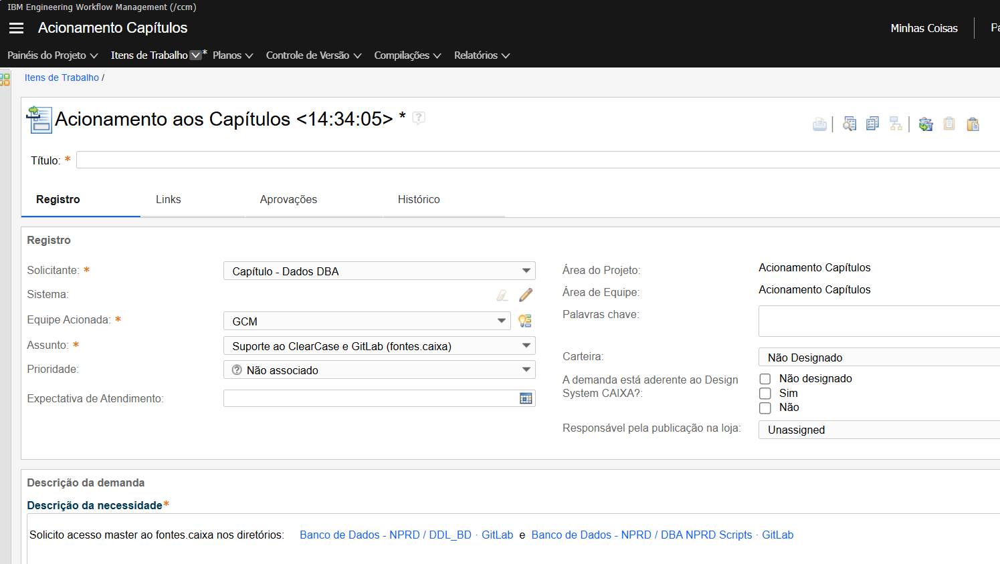 IBM Engineering Workflow Management (/ccm)
Acionamento Capítulos
Minhas Coisas
Painéis do Projeto
Itens de Trabalho
*
Planos
Controle de Versão
Compilações
Relatórios
Itens de Trabalho /
Acionamento aos Capítulos <14:34:05> * ?
Título: *
Registro
Links
Aprovações
Histórico
Registro
Solicitante: * Capítulo - Dados DBA
Sistema:
Equipe Acionada: * GCM
Assunto: * Suporte ao ClearCase e GitLab (fontes.caixa)
Prioridade: ? Não associado
Expectativa de Atendimento:
Área do Projeto: Acionamento Capítulos
Área de Equipe: Acionamento Capítulos
Palavras chave:
Carteira: Não Designado
A demanda está aderente ao Design
System CAIXA?:
Não designado
Sim
Não
Responsável pela publicação na loja: Unassigned
Descrição da demanda
Descrição da necessidade*
Solicito acesso master ao fontes.caixa nos diretórios: Banco de Dados - NPRD / DDL_BD · GitLab e Banco de Dados - NPRD / DBA NPRD Scripts · GitLab